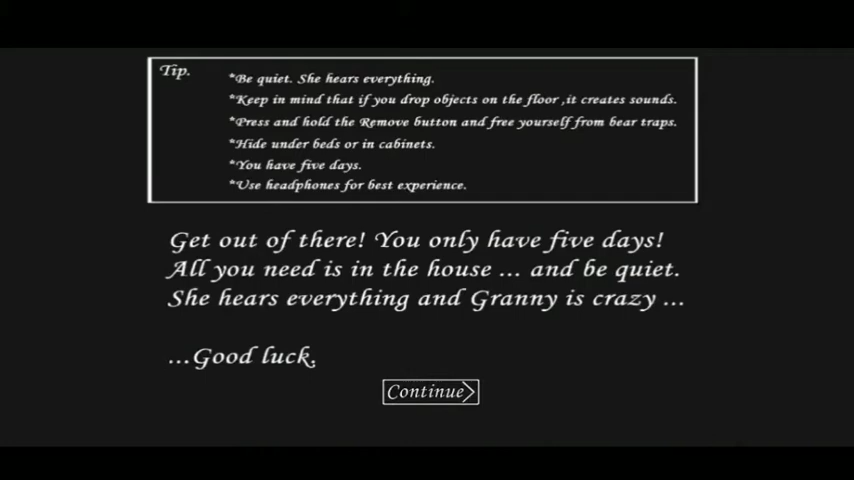 Tip.
*Be quiet. She hears everything.
*Keep in mind that if you drop objects on the floor ,it creates sounds.
*Press and hold the Remove button and free yourself from bear traps.
*Hide under beds or in cabinets.
*You have five days.
*Use headphones for best experience.
Get out of there! You only have five days!
All you need is in the house ... and be quiet.
She hears everything and Granny is crazy ...
...Good luck.
Continue